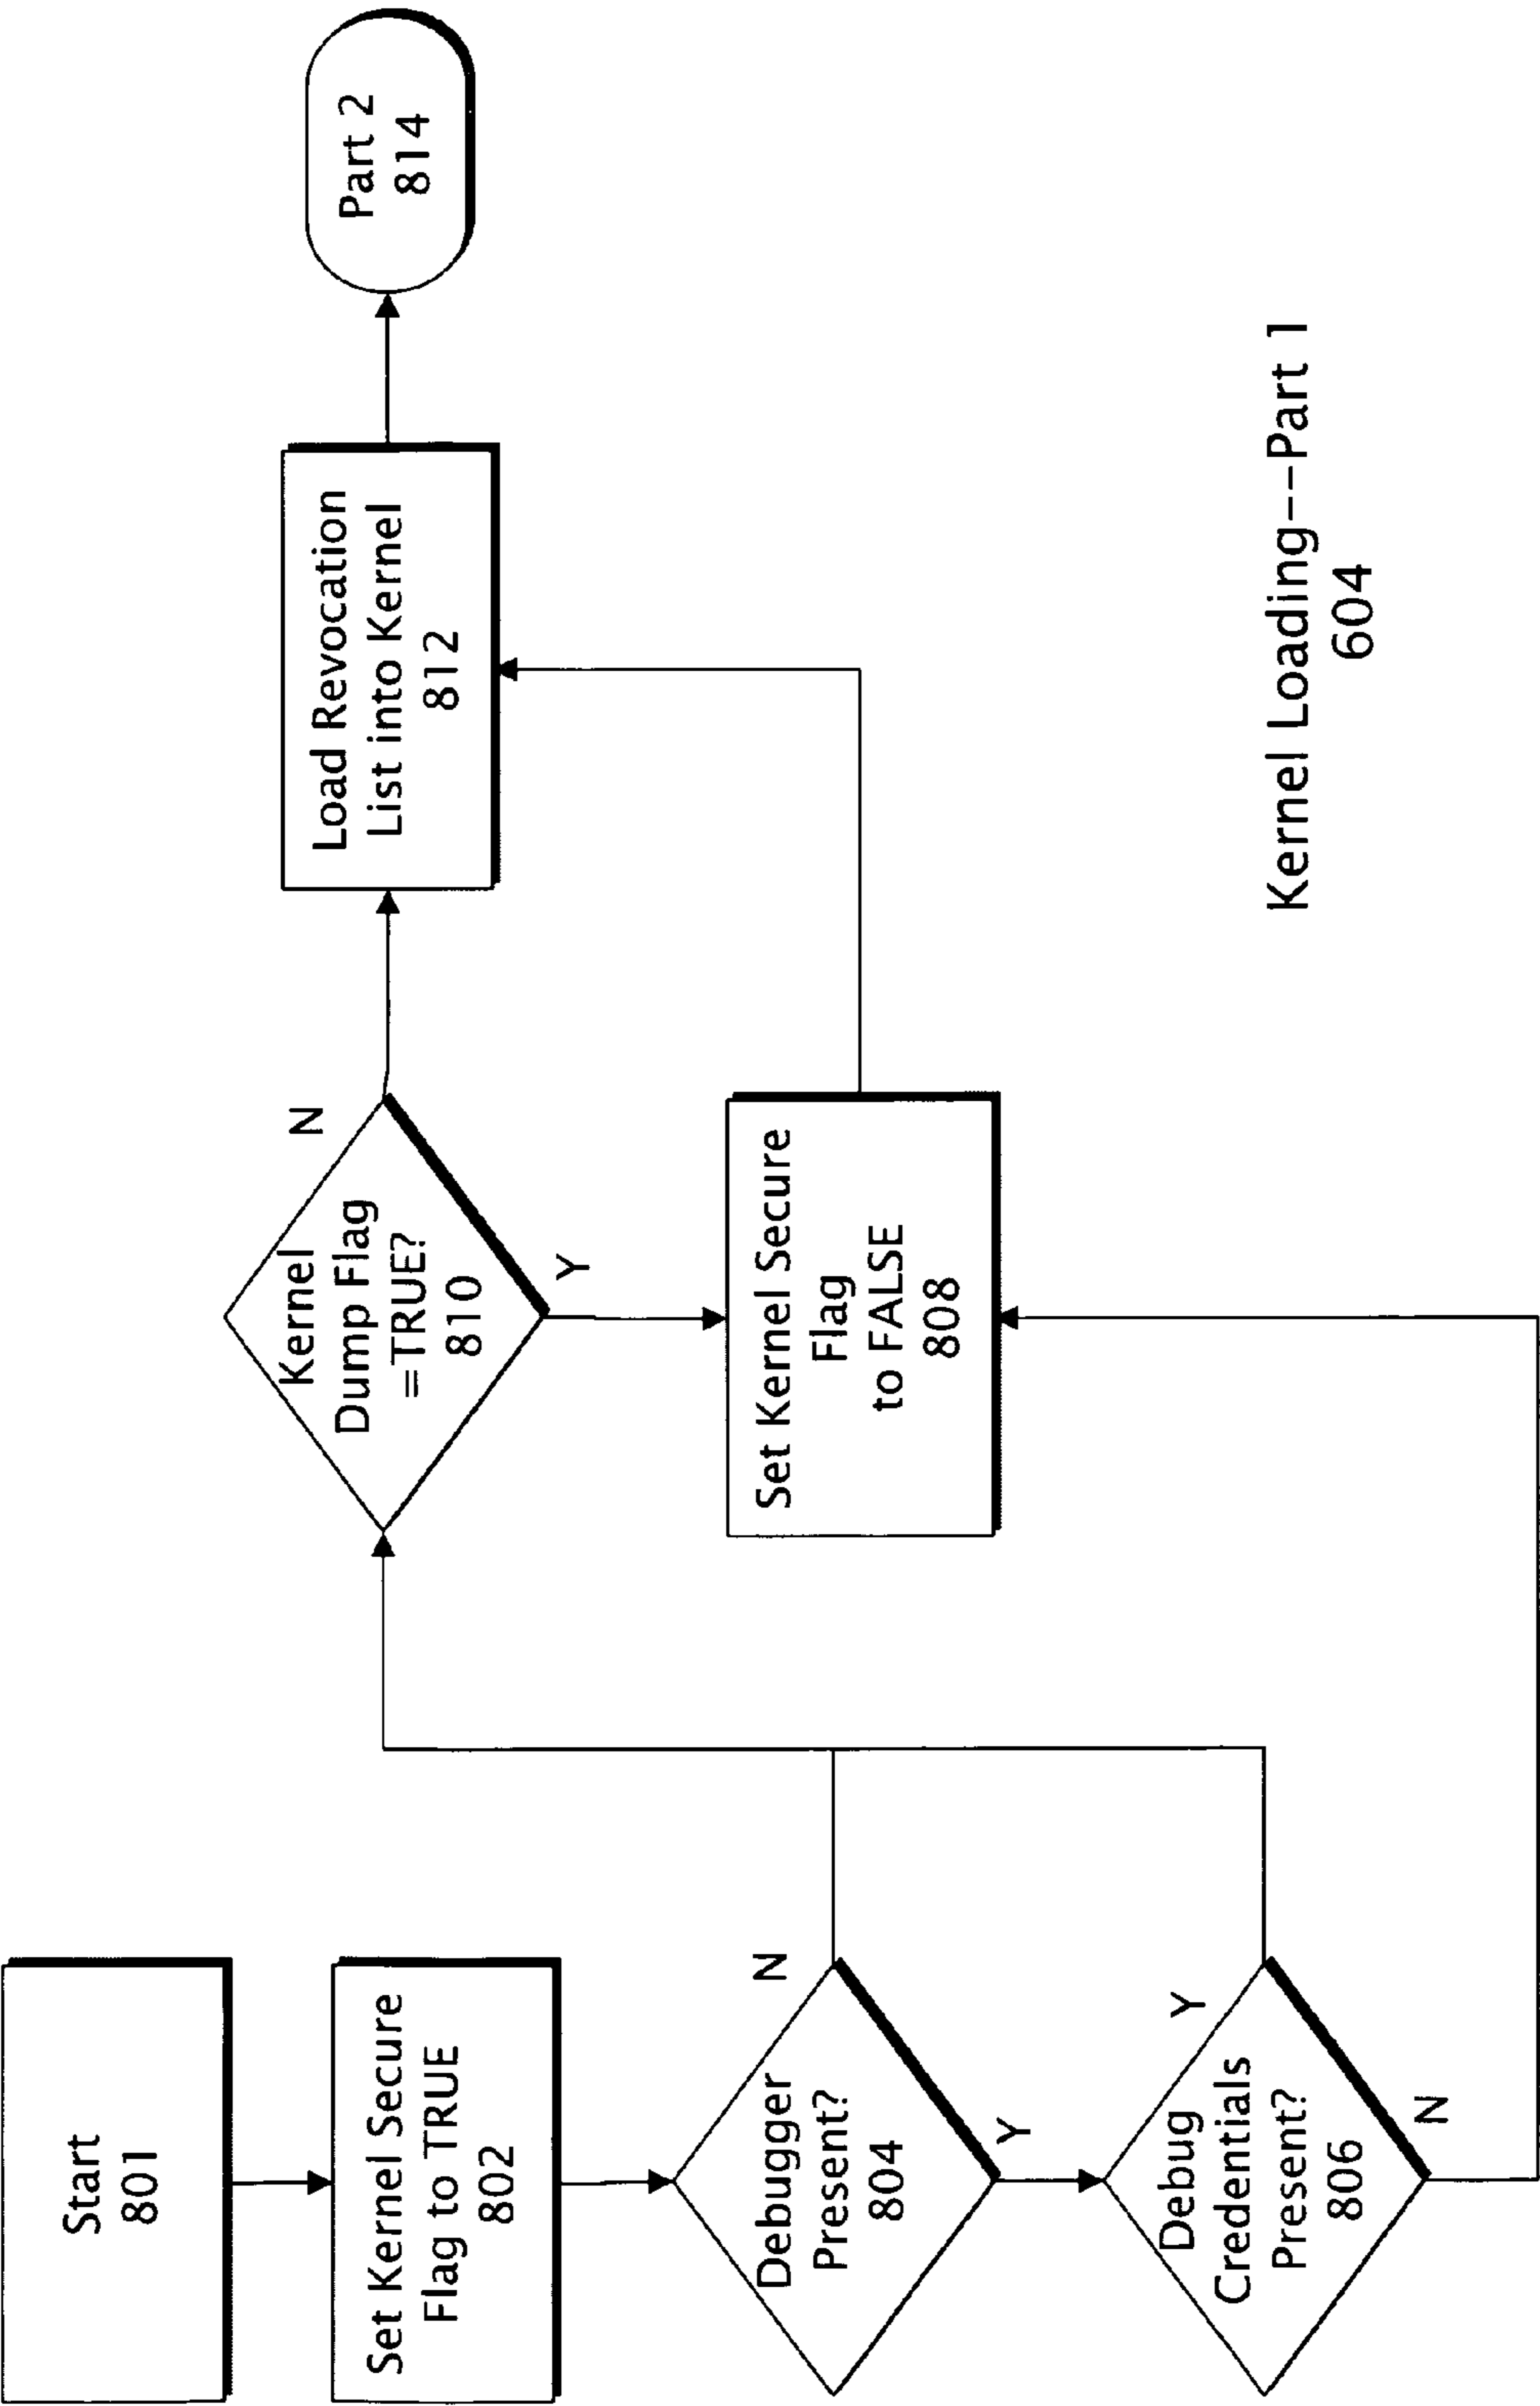 Start
801
Set Kernel Secure
Flag to TRUE
802
Debugger
Present?
804
N
Y
Debug
Credentials
Present?
806
Y
N
Kernel
Dump Flag
=TRUE?
810
N
Y
Set Kernel Secure
Flag
to FALSE
808
Load Revocation
List into Kernel
812
Part 2
814
Kernel Loading--Part 1
604